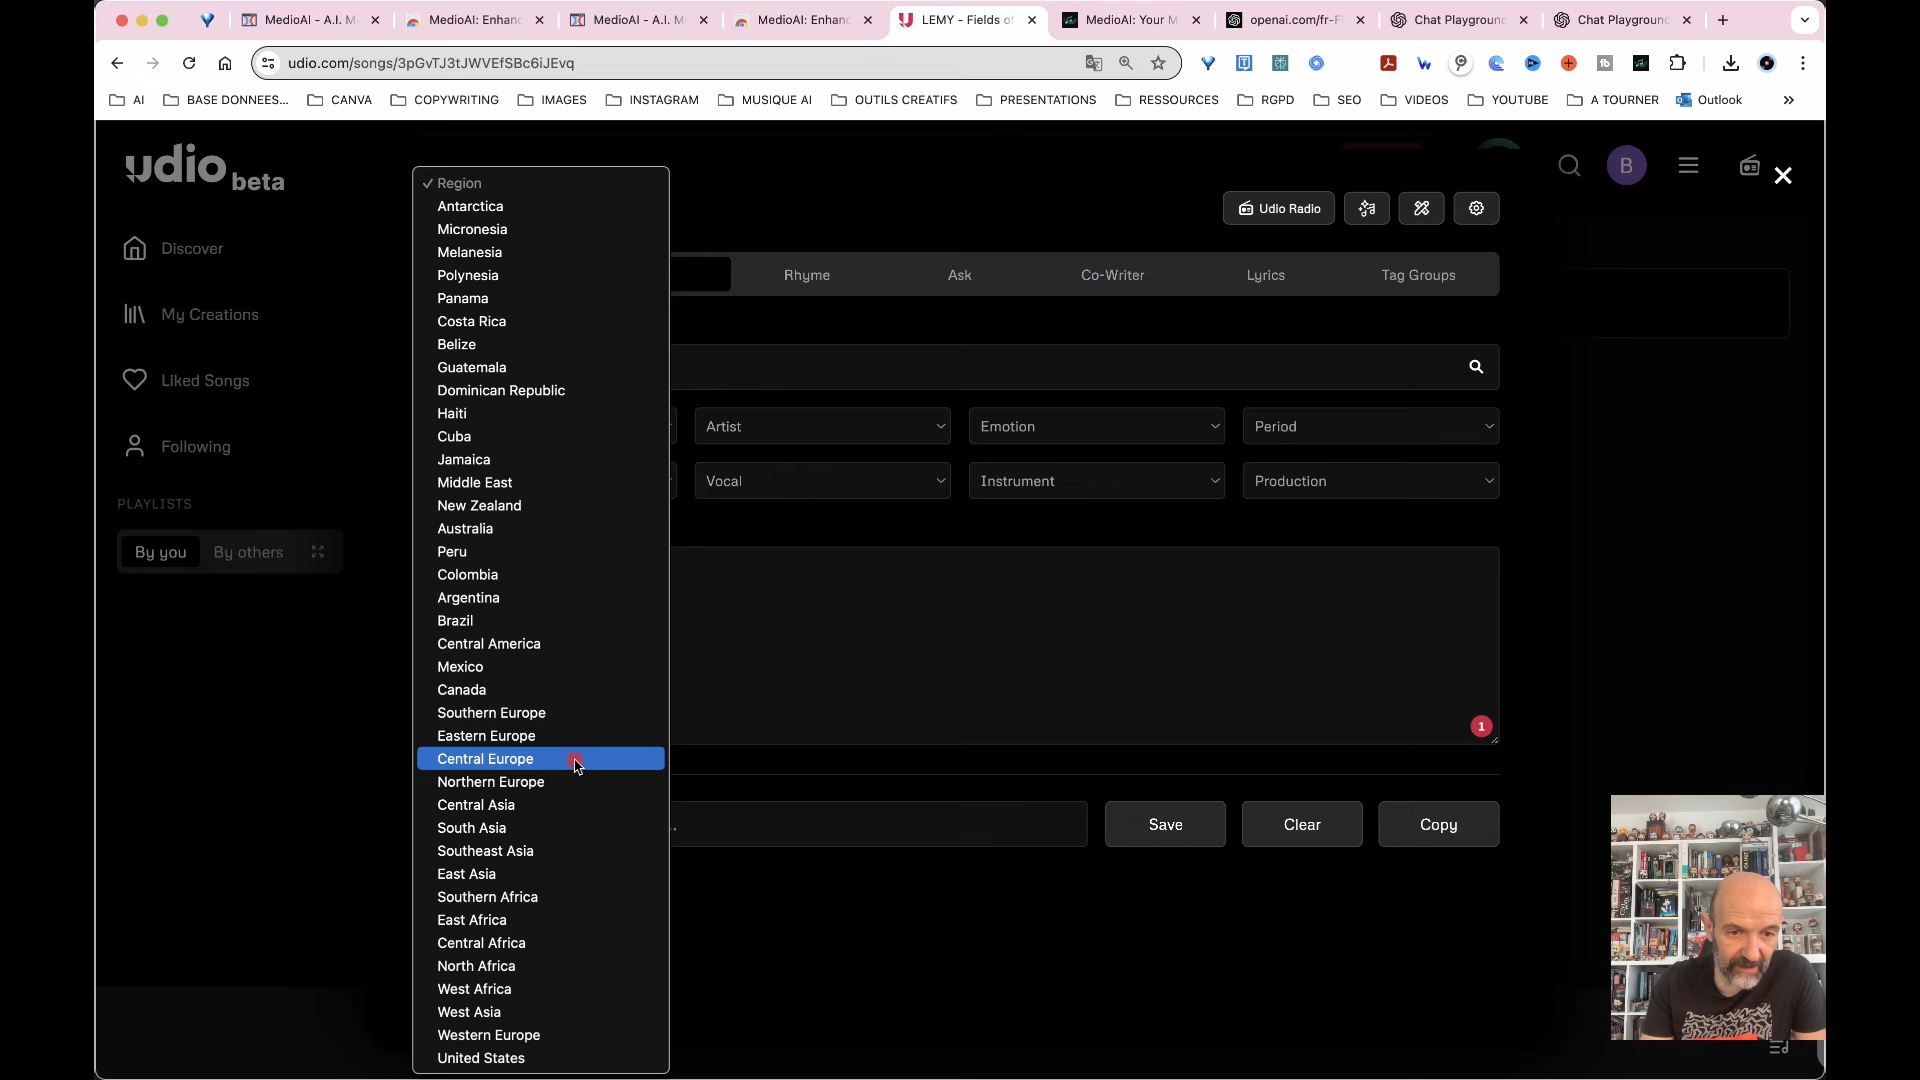 MedioAI - A.I. M
MedioAI: Enhanc
MedioAI - A.I. M
MedioAI: Enhanc
LEMY - Fields of
MedioAI: Your M
openai.com/fr-F
Chat Playground
Chat Playground
udio.com/songs/3pGvTJ3tJWVEfSBc6iJEvq
AI
BASE DONNEES...
CANVA
COPYWRITING
IMAGES
INSTAGRAM
MUSIQUE AI
OUTILS CREATIFS
PRESENTATIONS
RESSOURCES
RGPD
SEO
VIDEOS
YOUTUBE
A TOURNER
Outlook
»
udio beta
B
Discover
My Creations
Liked Songs
Following
PLAYLISTS
By you
By others
✓ Region
Antarctica
Micronesia
Melanesia
Polynesia
Panama
Costa Rica
Belize
Guatemala
Dominican Republic
Haiti
Cuba
Jamaica
Middle East
New Zealand
Australia
Peru
Colombia
Argentina
Brazil
Central America
Mexico
Canada
Southern Europe
Eastern Europe
Central Europe
Northern Europe
Central Asia
South Asia
Southeast Asia
East Asia
Southern Africa
East Africa
Central Africa
North Africa
West Africa
West Asia
Western Europe
United States
Udio Radio
Rhyme
Ask
Co-Writer
Lyrics
Tag Groups
Artist
Emotion
Period
Vocal
Instrument
Production
1
..
Save
Clear
Copy